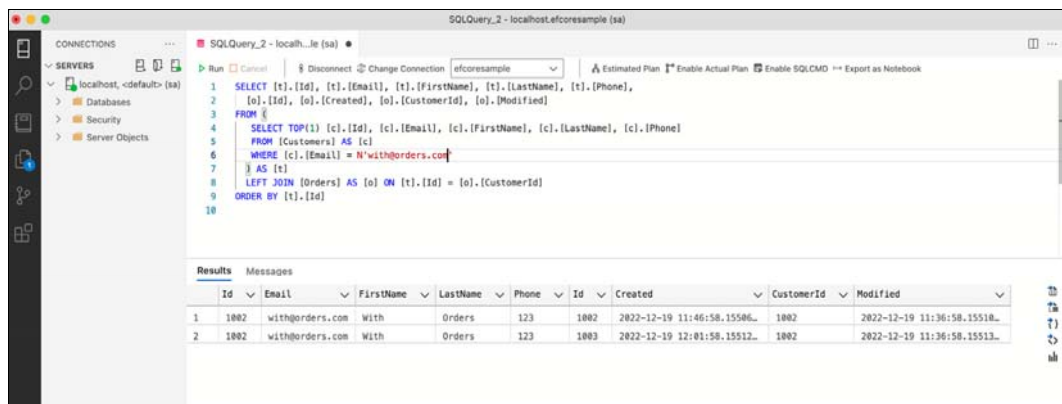 SQLQuery_2 - localhost.efcoresample (sa)
CONNECTIONS ...
SQLQuery_2 - localh...le (sa)
SERVERS
localhost, <default> (sa)
Databases
Security
Server Objects
Run Cancel Disconnect Change Connection efcoresample Estimated Plan Enable Actual Plan Enable SQLCMD Export as Notebook
1 SELECT [t].[Id], [t].[Email], [t].[FirstName], [t].[LastName], [t].[Phone],
2 [o].[Id], [o].[Created], [o].[CustomerId], [o].[Modified]
3 FROM (
4 SELECT TOP(1) [c].[Id], [c].[Email], [c].[FirstName], [c].[LastName], [c].[Phone]
5 FROM [Customers] AS [c]
6 WHERE [c].[Email] = N'with@orders.com'
7 ) AS [t]
8 LEFT JOIN [Orders] AS [o] ON [t].[Id] = [o].[CustomerId]
9 ORDER BY [t].[Id]
10
Results Messages
Id Email FirstName LastName Phone Id Created CustomerId Modified
1 1002 with@orders.com With Orders 123 1002 2022-12-19 11:46:58.15506… 1002 2022-12-19 11:36:58.15510…
2 1002 with@orders.com With Orders 123 1003 2022-12-19 12:01:58.15512… 1002 2022-12-19 11:36:58.15513…